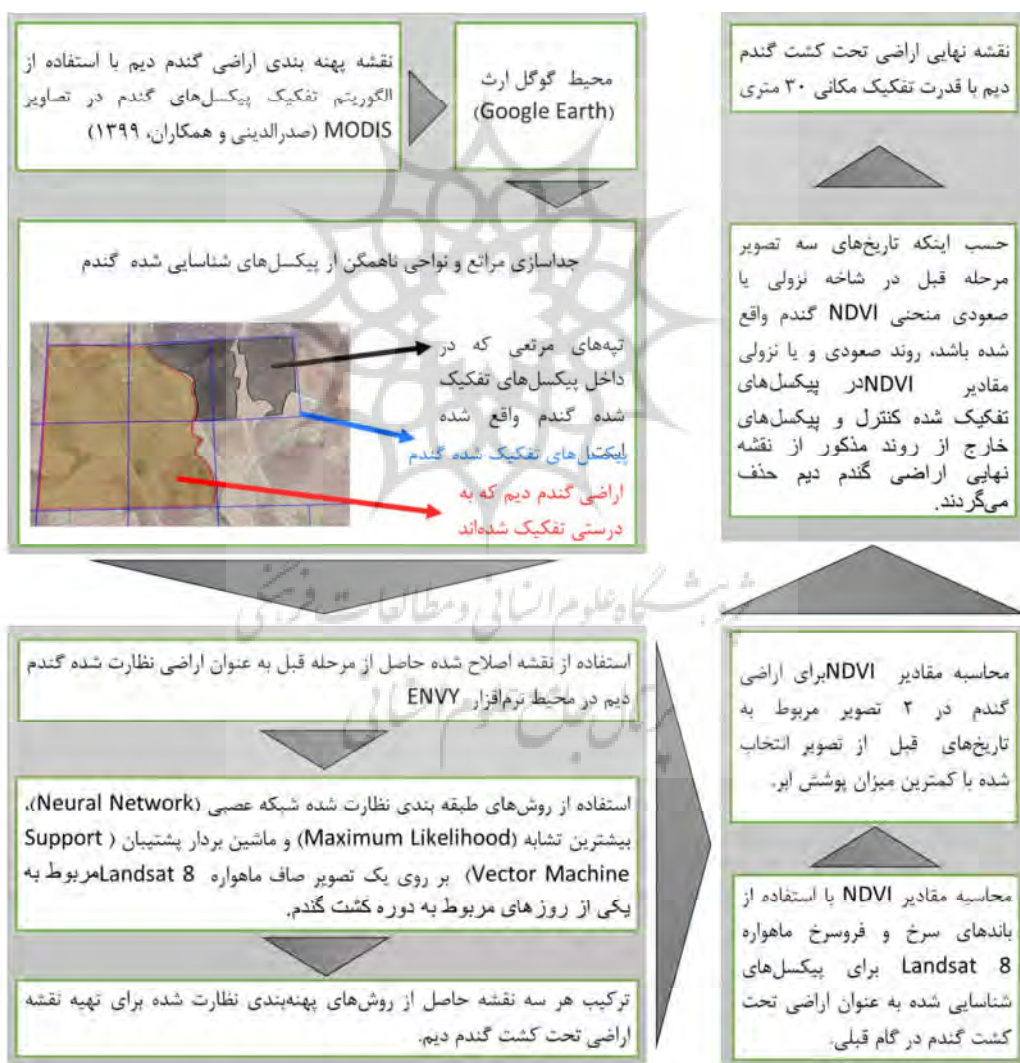 نقشه پهنه بندی اراضی گندم دیم با استفاده از
الگوریتم تفکیک پیکسل‌های گندم در تصاویر
MODIS (صدرالدینی و همکاران، ۱۳۹۹)
محیط گوگل ارث
(Google Earth)
جداسازی مراتع و نواحی ناهمگن از پیکسل‌های شناسایی شده گندم
تپه‌های مرتعی که در
داخل پیکسل‌های تفکیک
شده گندم واقع شده
پیکسل‌های تفکیک شده گندم
اراضی گندم دیم که به
درستی تفکیک شده‌اند
استفاده از نقشه اصلاح شده حاصل از مرحله قبل به عنوان اراضی نظارت شده گندم
دیم در محیط نرم‌افزار ENVY
استفاده از روش‌های طبقه بندی نظارت شده شبکه عصبی (Neural Network)،
بیشترین تشابه (Maximum Likelihood) و ماشین بردار پشتیبان (Support
Vector Machine) بر روی یک تصویر صاف ماهواره Landsat 8مربوط به
یکی از روزهای مربوط به دوره کشت گندم.
ترکیب هر سه نقشه حاصل از روش‌های پهنه‌بندی نظارت شده برای تهیه نقشه
اراضی تحت کشت گندم دیم.
محاسبه مقادیر NDVI با استفاده از
باندهای سرخ و فروسرخ ماهواره
Landsat 8 برای پیکسل‌های
شناسایی شده به عنوان اراضی تحت
کشت گندم در گام قبلی.
محاسبه مقادیر NDVIبرای اراضی
گندم در ۲ تصویر مربوط به
تاریخ‌های قبل از تصویر انتخاب
شده با کمترین میزان پوشش ابر.
حسب اینکه تاریخ‌های سه تصویر
مرحله قبل در شاخه نزولی یا
صعودی منحنی NDVI گندم واقع
شده باشد، روند صعودی و یا نزولی
مقادیر NDVIدر پیکسل‌های
تفکیک شده کنترل و پیکسل‌های
خارج از روند مذکور از نقشه
نهایی اراضی گندم دیم حذف
می‌گردند.
نقشه نهایی اراضی تحت کشت گندم
دیم با قدرت تفکیک مکانی ۳۰ متری
پژوهشگاه علوم انسانی و مطالعات فرهنگی
پرتال جامع علوم انسانی